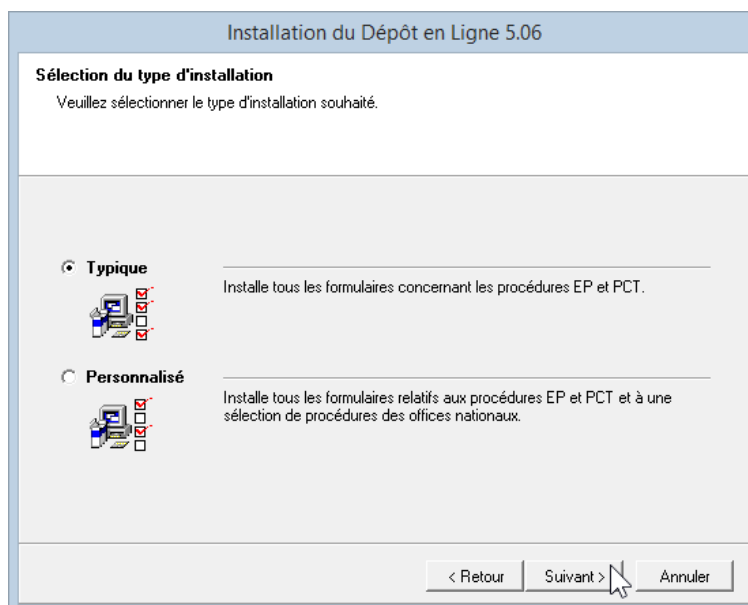 Installation du Dépôt en Ligne 5.06
Sélection du type d'installation
Veuillez sélectionner le type d'installation souhaité.
Typique
Installe tous les formulaires concernant les procédures EP et PCT.
Personnalisé
Installe tous les formulaires relatifs aux procédures EP et PCT et à une
sélection de procédures des offices nationaux.
< Retour
Suivant >
Annuler